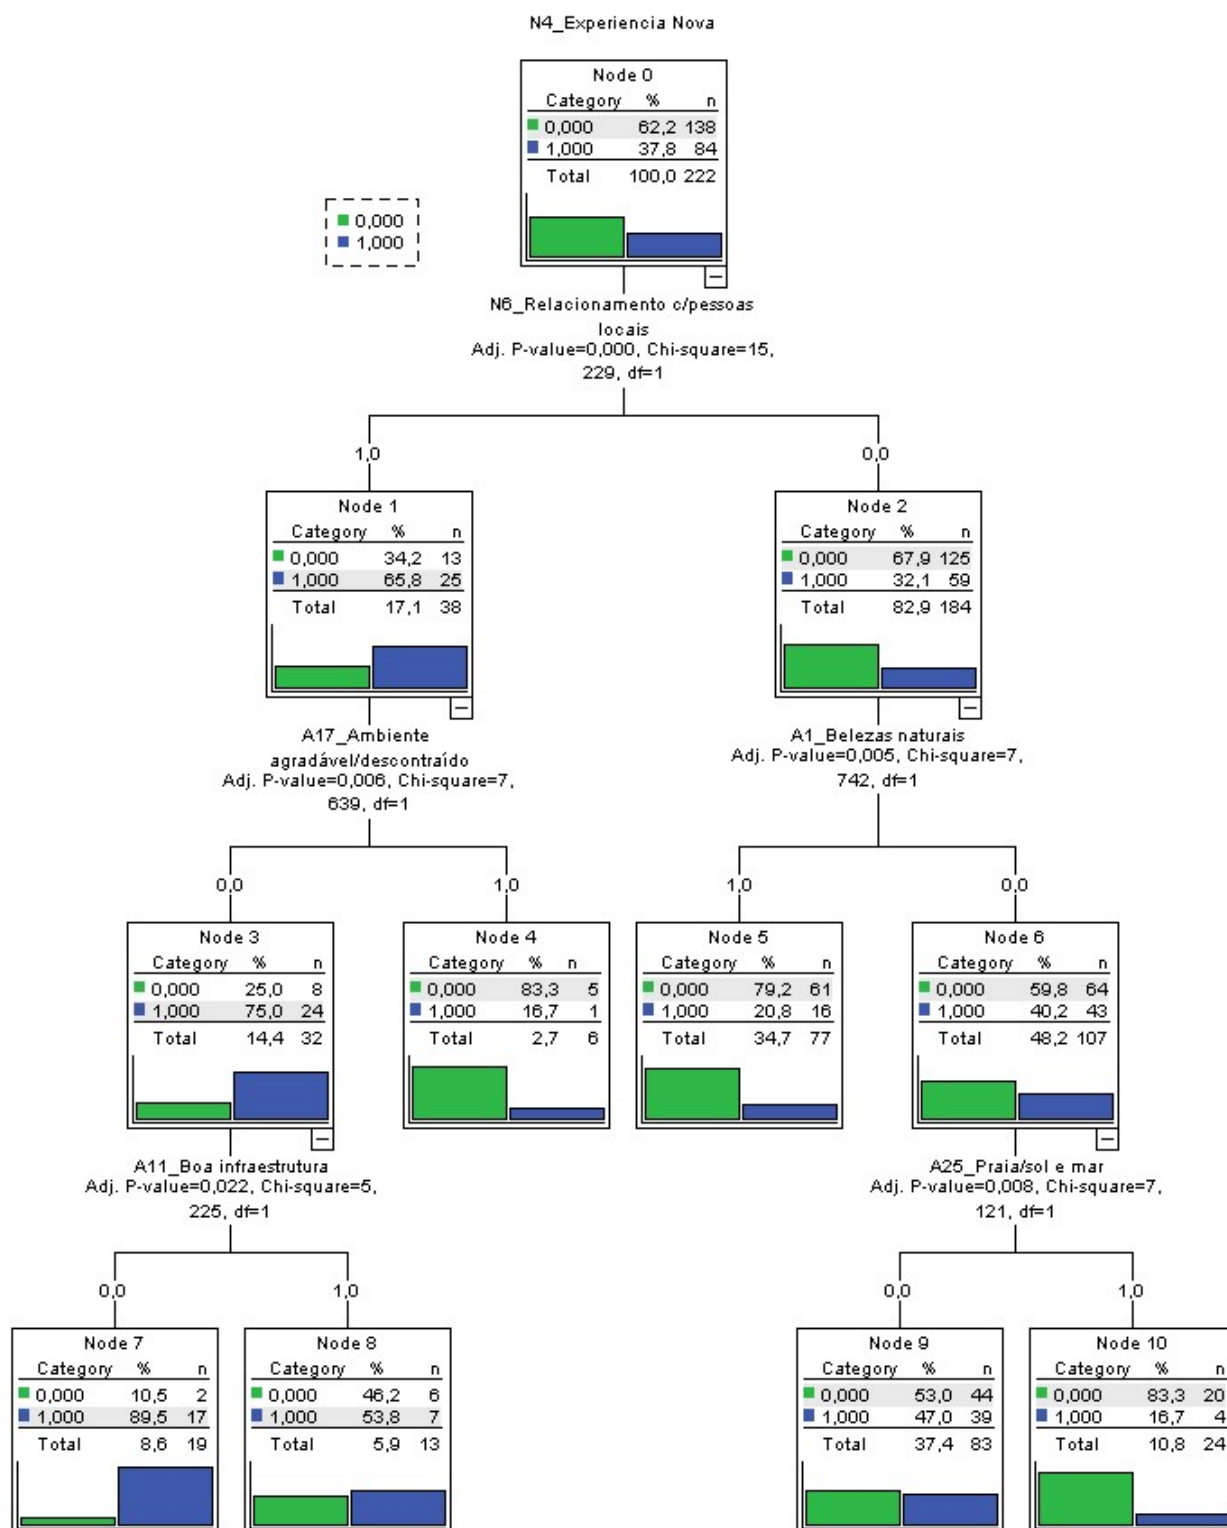 N4_Experiencia Nova
Node 0
Category % n
0,000 62,2 138
1,000 37,8 84
Total 100,0 222
0,000
1,000
N6_Relacionamento c/pessoas
locais
Adj. P-value=0,000, Chi-square=15,
229, df=1
1,0
0,0
Node 1
Category % n
0,000 34,2 13
1,000 65,8 25
Total 17,1 38
Node 2
Category % n
0,000 67,9 125
1,000 32,1 59
Total 82,9 184
A17_Ambiente
agradável/descontraído
Adj. P-value=0,006, Chi-square=7,
639, df=1
A1_Belezas naturais
Adj. P-value=0,005, Chi-square=7,
742, df=1
0,0
1,0
1,0
0,0
Node 3
Category % n
0,000 25,0 8
1,000 75,0 24
Total 14,4 32
Node 4
Category % n
0,000 83,3 5
1,000 16,7 1
Total 2,7 6
Node 5
Category % n
0,000 79,2 61
1,000 20,8 16
Total 34,7 77
Node 6
Category % n
0,000 59,8 64
1,000 40,2 43
Total 48,2 107
A11_Boa infraestrutura
Adj. P-value=0,022, Chi-square=5,
225, df=1
A25_Praia/sol e mar
Adj. P-value=0,008, Chi-square=7,
121, df=1
0,0
1,0
0,0
1,0
Node 7
Category % n
0,000 10,5 2
1,000 89,5 17
Total 8,6 19
Node 8
Category % n
0,000 46,2 6
1,000 53,8 7
Total 5,9 13
Node 9
Category % n
0,000 53,0 44
1,000 47,0 39
Total 37,4 83
Node 10
Category % n
0,000 83,3 20
1,000 16,7 4
Total 10,8 24